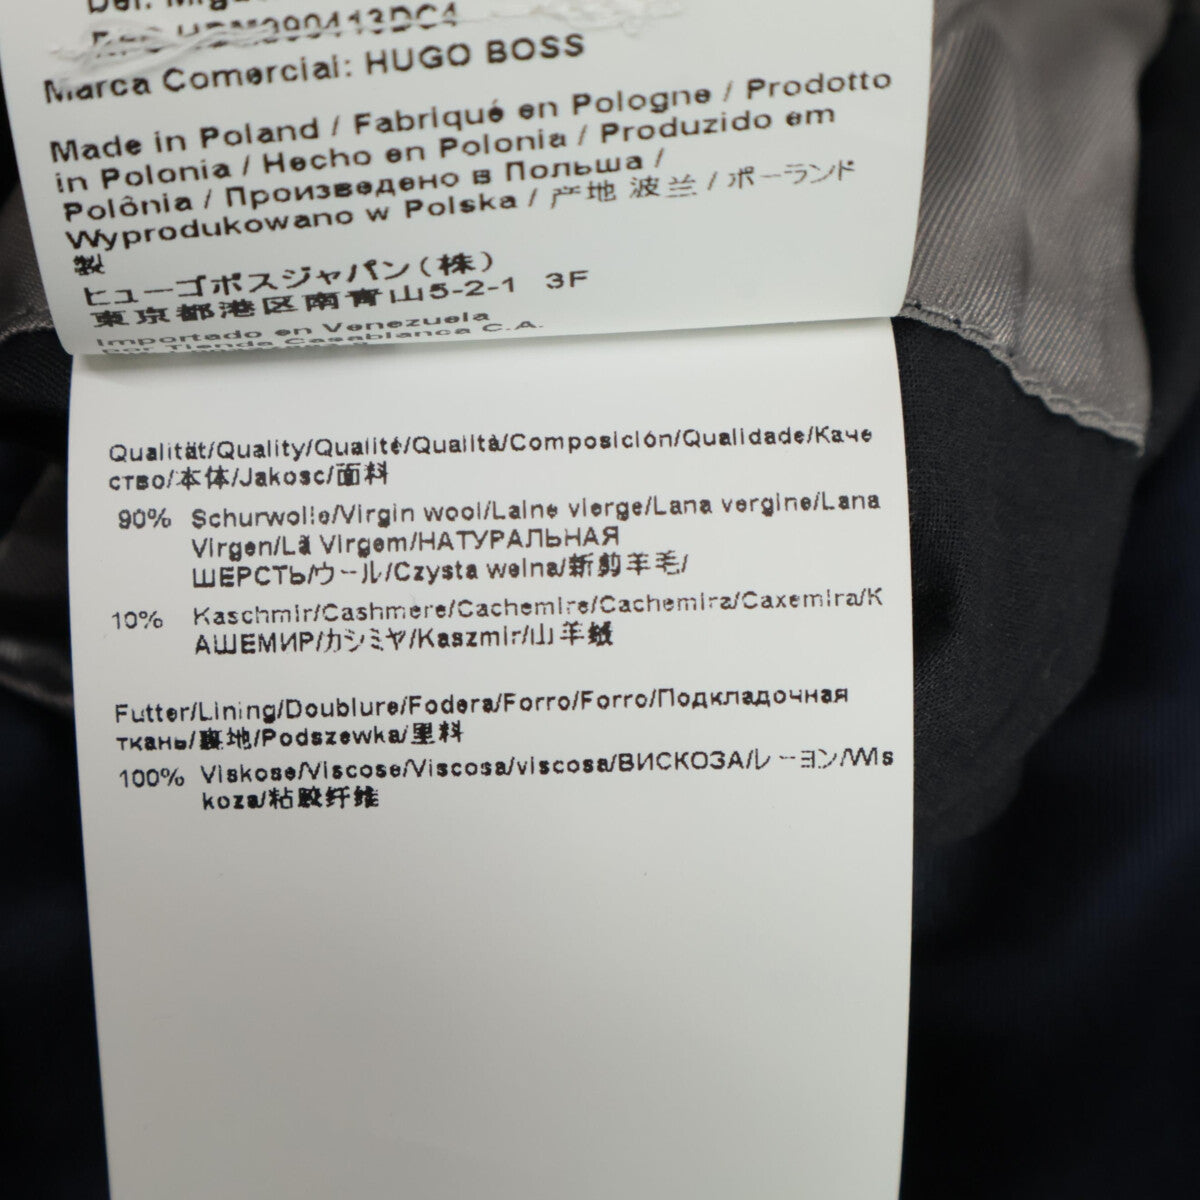 Marca Comercial: HUGO BOSS
Made in Poland / Fabriqué en Pologne / Prodotto
in Polonia / Hecho en Polonia / Produzido em
Polônia / Произведено в Польша /
Wyprodukowano w Polska / 产地 波兰 / ポーランド
製
ヒューゴボスジャパン(株)
東京都港区南青山5-2-1 3F
Importado en Venezuela
por Tienda Casablanca C.A.
Qualität/Quality/Qualité/Qualità/Composición/Qualidade/Каче
ство/本体/Jakosc/面料
90% Schurwolle/Virgin wool/Laine vierge/Lana vergine/Lana
Virgen/Lã Virgem/НАТУРАЛЬНАЯ
ШЕРСТЬ/ウール/Czysta welna/新剪羊毛/
10% Kaschmir/Cashmere/Cachemire/Cachemira/Caxemira/К
АШЕМИР/カシミヤ/Kaszmir/山羊绒
Futter/Lining/Doublure/Fodera/Forro/Forro/Подкладочная
ткань/裏地/Podszewka/里料
100% Viskose/Viscose/Viscosa/viscosa/ВИСКОЗА/レーヨン/Wis
koza/粘胶纤维